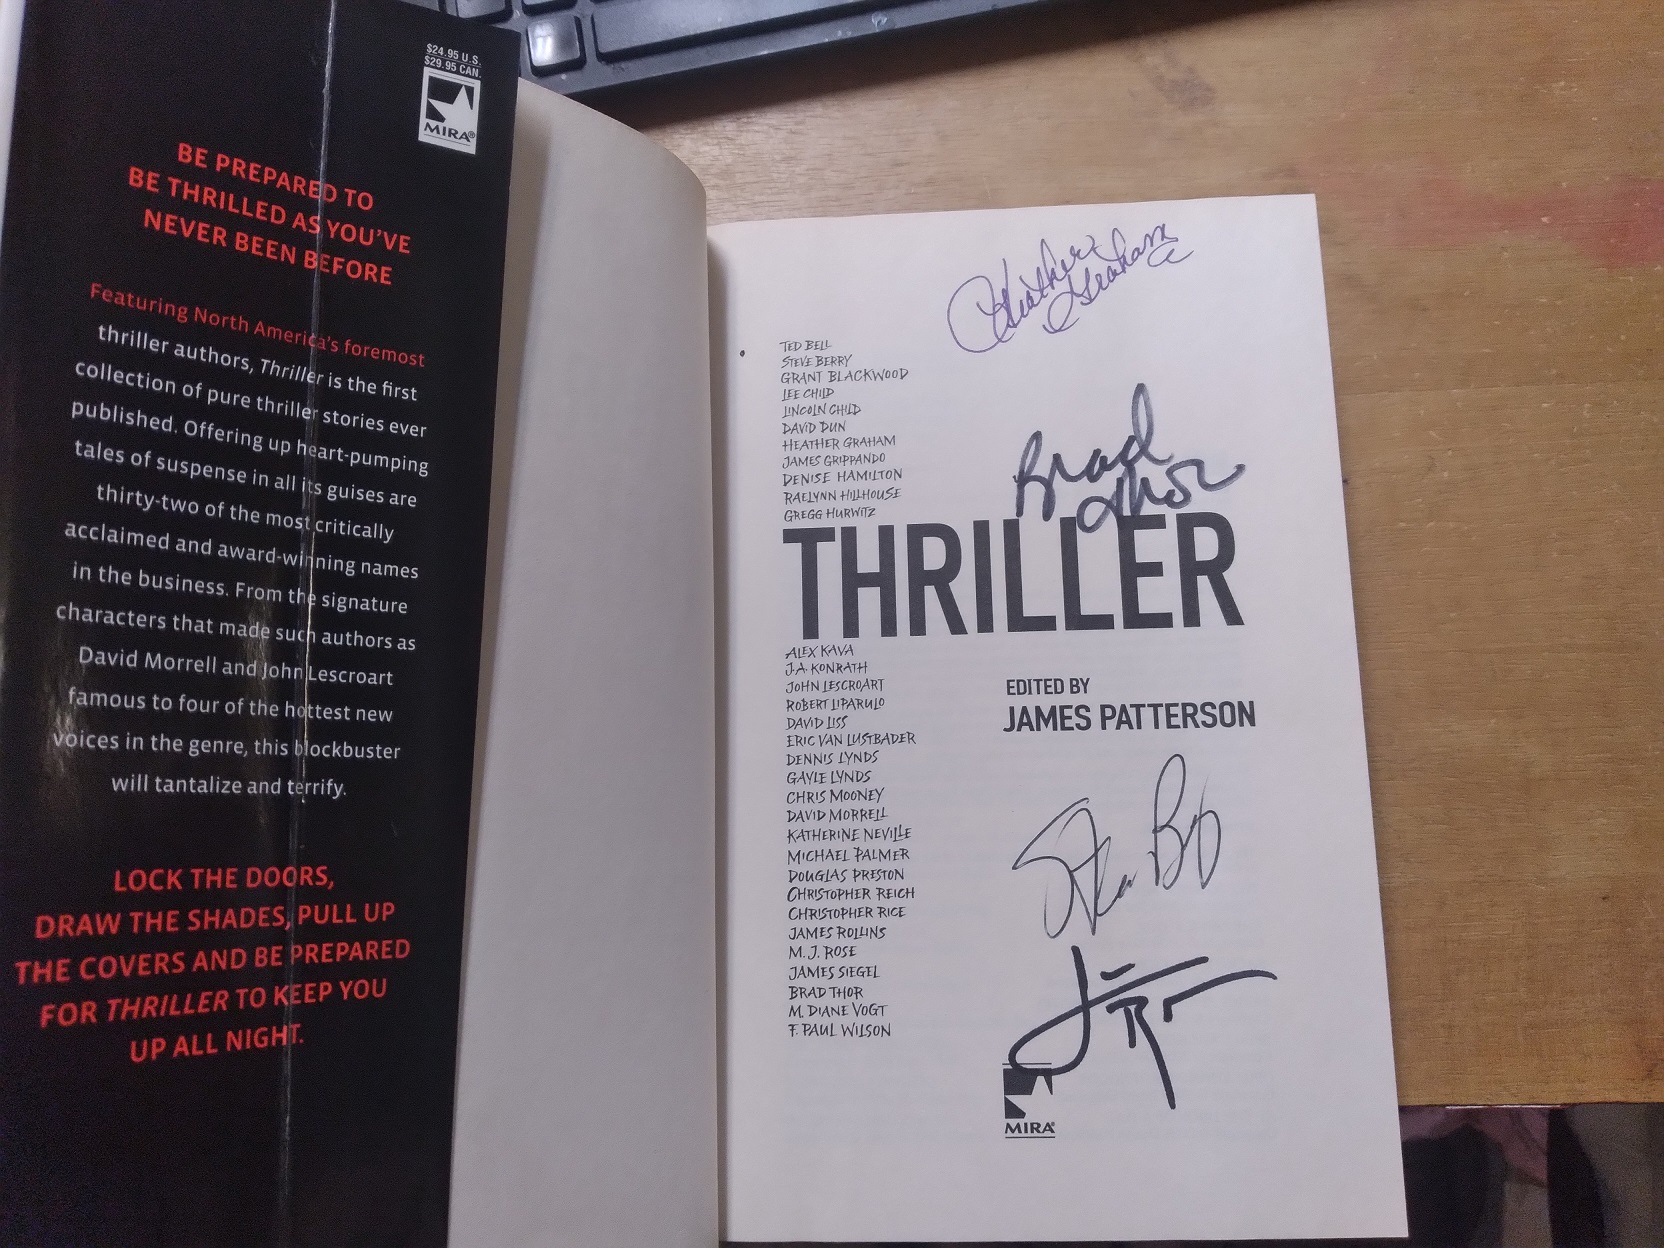 $24.95 U.S.
$29.95 CAN.
MIRA®
BE PREPARED TO
BE THRILLED AS YOU'VE
NEVER BEEN BEFORE
Featuring North America's foremost
thriller authors, Thriller is the first
collection of pure thriller stories ever
published. Offering up heart-pumping
tales of suspense in all its guises are
thirty-two of the most critically
acclaimed and award-winning names
in the business. From the signature
characters that made such authors as
David Morrell and John Lescroart
famous to four of the hottest new
voices in the genre, this blockbuster
will tantalize and terrify.
LOCK THE DOORS,
DRAW THE SHADES, PULL UP
THE COVERS AND BE PREPARED
FOR THRILLER TO KEEP YOU
UP ALL NIGHT.
Heather
Graham
TED BELL
STEVE BERRY
GRANT BLACKWOOD
LEE CHILD
LINCOLN CHILD
DAVID DUN
HEATHER GRAHAM
JAMES GRIPPANDO
DENISE HAMILTON
RAELYNN HILLHOUSE
GREGG HURWITZ
Brad
Thor
THRILLER
ALEX KAVA
J.A. KONRATH
JOHN LESCROART
ROBERT LIPARULO
DAVID LISS
ERIC VAN LUSTBADER
DENNIS LYNDS
GAYLE LYNDS
CHRIS MOONEY
DAVID MORRELL
KATHERINE NEVILLE
MICHAEL PALMER
DOUGLAS PRESTON
CHRISTOPHER REICH
CHRISTOPHER RICE
JAMES ROLLINS
M. J. ROSE
JAMES SIEGEL
BRAD THOR
M. DIANE VOGT
F. PAUL WILSON
EDITED BY
JAMES PATTERSON
MIRA®